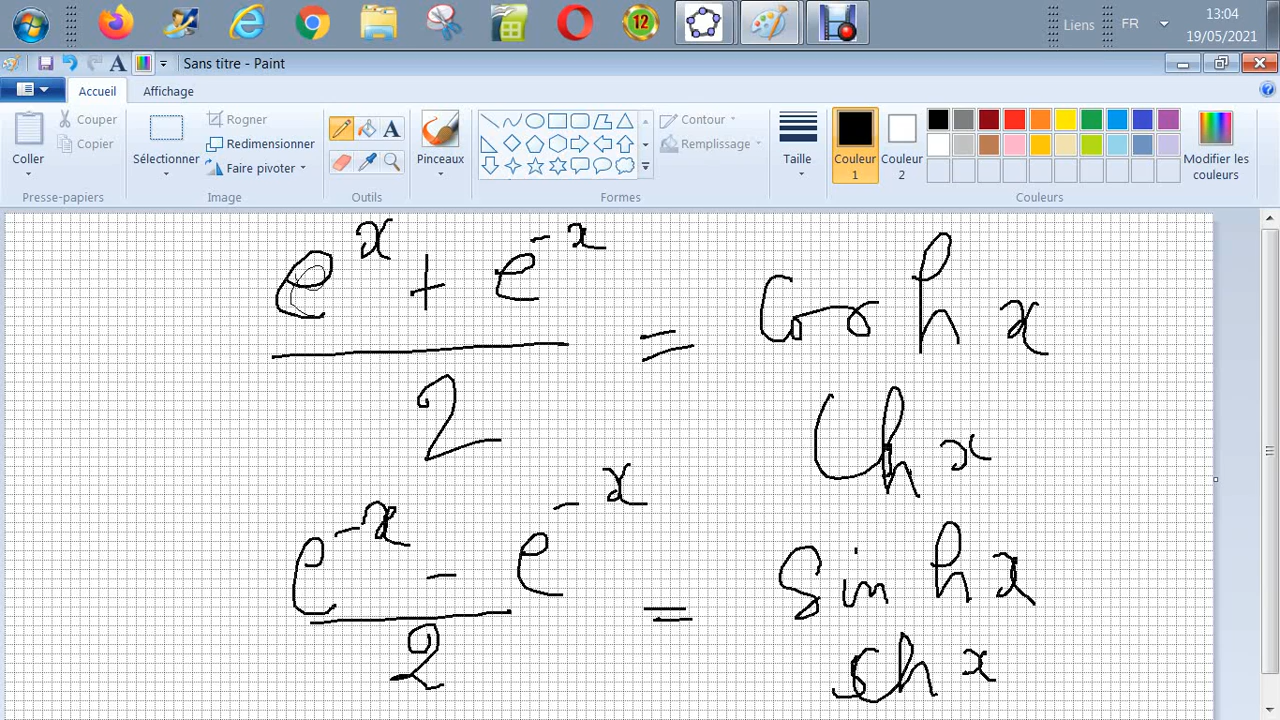 Liens FR 13:04
19/05/2021
12
Sans titre - Paint
Accueil Affichage
Coller
Couper
Copier
Presse-papiers
Sélectionner
Rogner
Redimensionner
Faire pivoter
Image
Outils
Pinceaux
Contour
Remplissage
Formes
Taille
Couleur 1
Couleur 2
Modifier les couleurs
Couleurs
e^x + e^-x / 2 = Cosh x
Ch x
e^-x - e^-x / 2 = Sinh x
Sh x